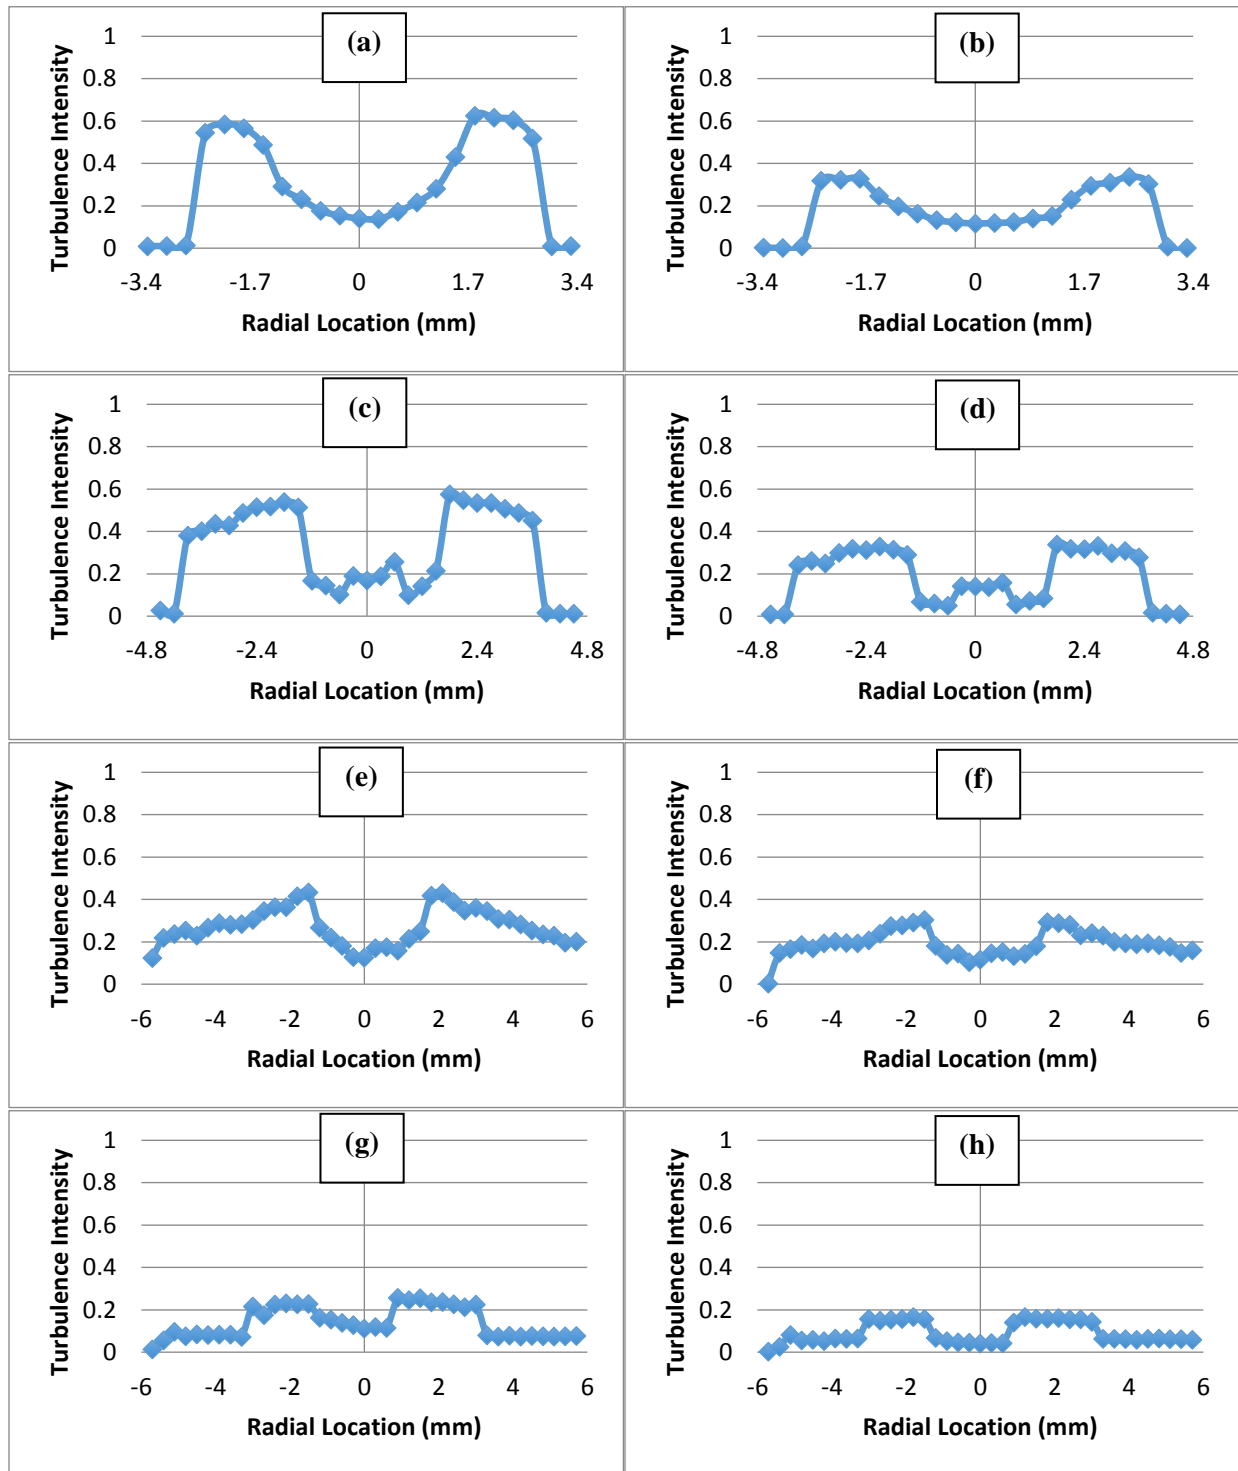 (a)
1
0.8
0.6
0.4
0.2
0
Turbulence Intensity
-3.4 -1.7 0 1.7 3.4
Radial Location (mm)
(b)
1
0.8
0.6
0.4
0.2
0
Turbulence Intensity
-3.4 -1.7 0 1.7 3.4
Radial Location (mm)
(c)
1
0.8
0.6
0.4
0.2
0
Turbulence Intensity
-4.8 -2.4 0 2.4 4.8
Radial Location (mm)
(d)
1
0.8
0.6
0.4
0.2
0
Turbulence Intensity
-4.8 -2.4 0 2.4 4.8
Radial Location (mm)
(e)
1
0.8
0.6
0.4
0.2
0
Turbulence Intensity
-6 -4 -2 0 2 4 6
Radial Location (mm)
(f)
1
0.8
0.6
0.4
0.2
0
Turbulence Intensity
-6 -4 -2 0 2 4 6
Radial Location (mm)
(g)
1
0.8
0.6
0.4
0.2
0
Turbulence Intensity
-6 -4 -2 0 2 4 6
Radial Location (mm)
(h)
1
0.8
0.6
0.4
0.2
0
Turbulence Intensity
-6 -4 -2 0 2 4 6
Radial Location (mm)